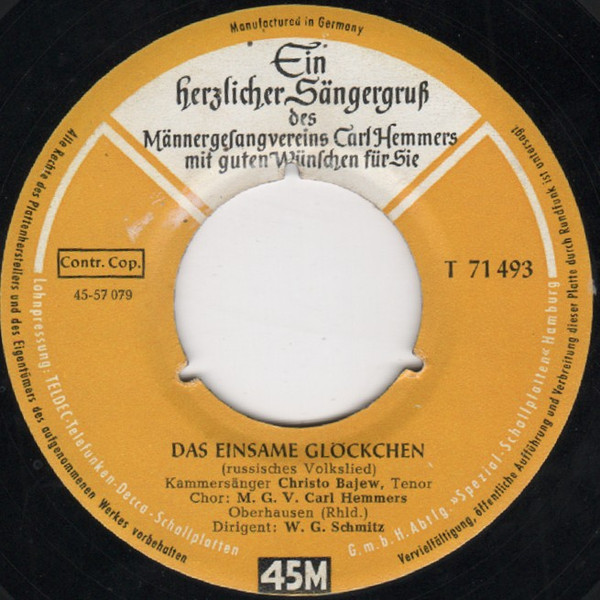 Manufactured in Germany
Ein
herzlicher Sängergruß
des
Männergesangvereins Carl Hemmers
mit guten Wünschen für Sie
Alle Rechte des Plattenherstellers und des Eigentümers des aufgenommenen Werkes vorbehalten
Vervielfältigung, öffentliche Aufführung und Verbreitung dieser Platte durch Rundfunk ist untersagt
Lohnpressung: TELDEC-Telefunken-Decca-Schallplatten
G.m.b.H. Abtlg. »Spezial-Schallplatten« Hamburg
Contr. Cop.
45-57 079
T 71 493
DAS EINSAME GLÖCKCHEN
(russisches Volkslied)
Kammersänger Christo Bajew, Tenor
Chor: M. G. V. Carl Hemmers
Oberhausen (Rhld.)
Dirigent: W. G. Schmitz
45M